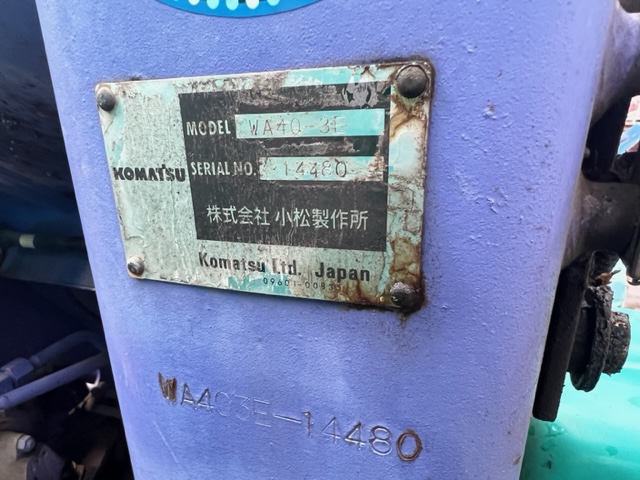 MODEL WA40-3E
KOMATSU SERIAL NO. 14480
株式会社 小松製作所
Komatsu Ltd. Japan
WA403E-14480